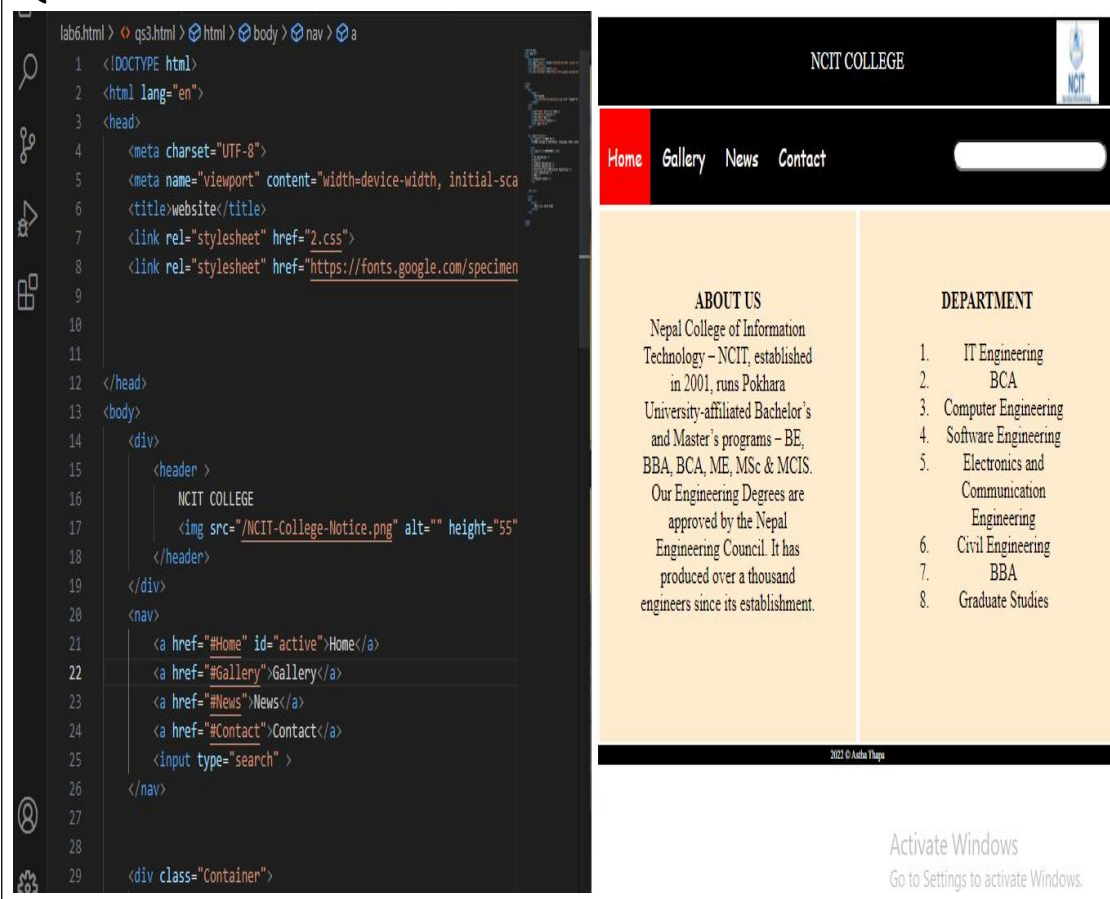 lab6.html > qs3.html > html > body > nav > a
1 <!DOCTYPE html>
2 <html lang="en">
3 <head>
4 <meta charset="UTF-8">
5 <meta name="viewport" content="width=device-width, initial-sca
6 <title>website</title>
7 <link rel="stylesheet" href="2.css">
8 <link rel="stylesheet" href="https://fonts.google.com/specimen
9
10
11
12 </head>
13 <body>
14 <div>
15 <header >
16 NCIT COLLEGE
17 <img src="/NCIT-College-Notice.png" alt="" height="55"
18 </header>
19 </div>
20 <nav>
21 <a href="#Home" id="active">Home</a>
22 <a href="#Gallery">Gallery</a>
23 <a href="#News">News</a>
24 <a href="#Contact">Contact</a>
25 <input type="search" >
26 </nav>
27
28
29 <div class="Container">
NCIT COLLEGE
NCIT
Home Gallery News Contact
ABOUT US
Nepal College of Information
Technology – NCIT, established
in 2001, runs Pokhara
University-affiliated Bachelor’s
and Master’s programs – BE,
BBA, BCA, ME, MSc & MCIS.
Our Engineering Degrees are
approved by the Nepal
Engineering Council. It has
produced over a thousand
engineers since its establishment.
DEPARTMENT
1. IT Engineering
2. BCA
3. Computer Engineering
4. Software Engineering
5. Electronics and
Communication
Engineering
6. Civil Engineering
7. BBA
8. Graduate Studies
2022 © Astha Thapa
Activate Windows
Go to Settings to activate Windows.